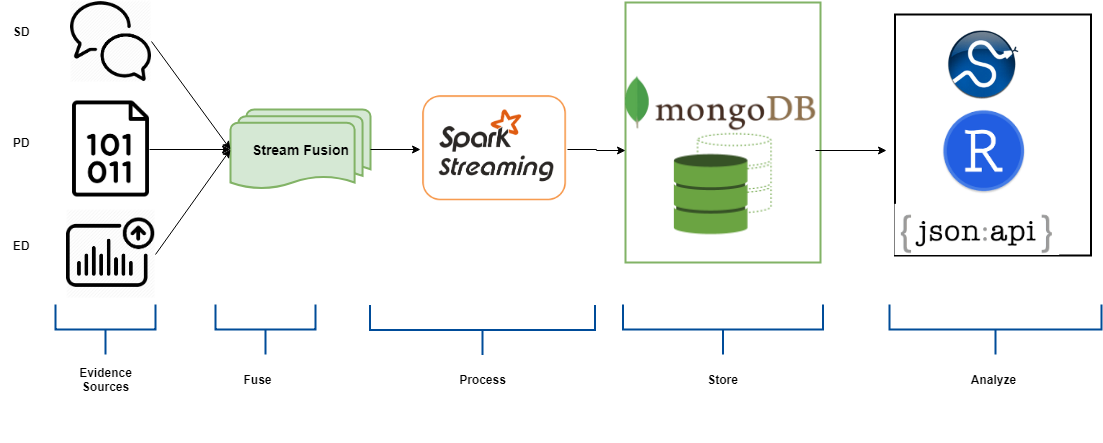 SD
PD
ED
101
011
Stream Fusion
Spark
Streaming
mongoDB
S
R
{json:api}
Evidence
Sources
Fuse
Process
Store
Analyze